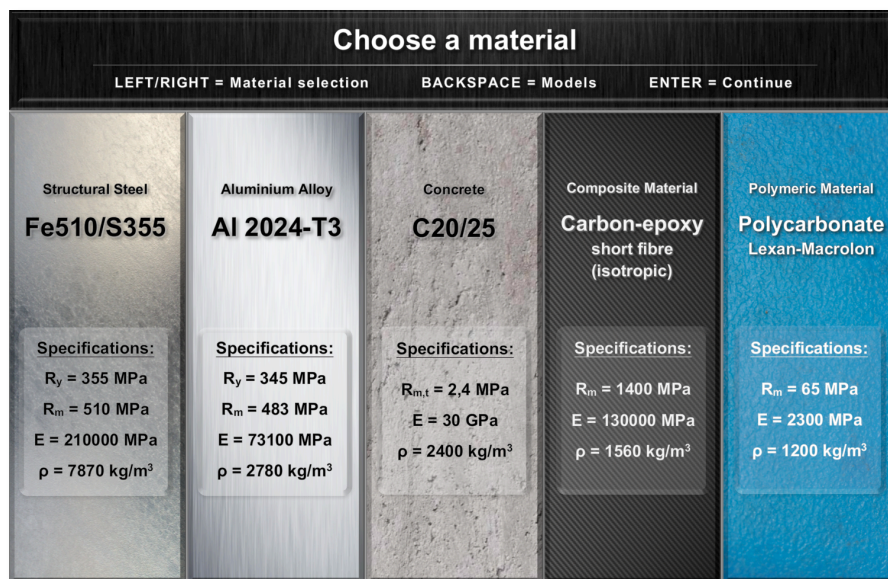 Choose a material
LEFT/RIGHT = Material selection BACKSPACE = Models ENTER = Continue
Structural Steel
Fe510/S355
Specifications:
Ry = 355 MPa
Rm = 510 MPa
E = 210000 MPa
ρ = 7870 kg/m³
Aluminium Alloy
Al 2024-T3
Specifications:
Ry = 345 MPa
Rm = 483 MPa
E = 73100 MPa
ρ = 2780 kg/m³
Concrete
C20/25
Specifications:
Rm,t = 2,4 MPa
E = 30 GPa
ρ = 2400 kg/m³
Composite Material
Carbon-epoxy
short fibre
(isotropic)
Specifications:
Rm = 1400 MPa
E = 130000 MPa
ρ = 1560 kg/m³
Polymeric Material
Polycarbonate
Lexan-Macrolon
Specifications:
Rm = 65 MPa
E = 2300 MPa
ρ = 1200 kg/m³